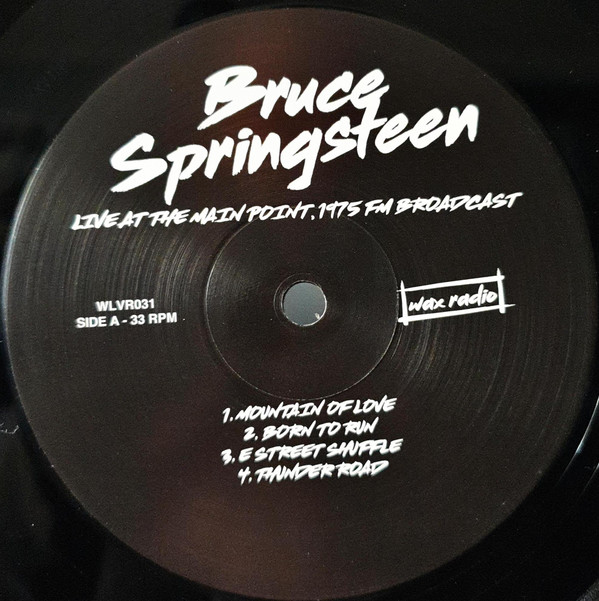 Bruce
Springsteen
LIVE AT THE MAIN POINT, 1975 FM BROADCAST
WLVR031
SIDE A - 33 RPM
wax radio
1. MOUNTAIN OF LOVE
2. BORN TO RUN
3. E STREET SHUFFLE
4. THUNDER ROAD